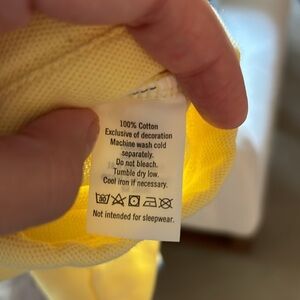 100% Cotton
Exclusive of decoration
Machine wash cold
separately.
Do not bleach.
Tumble dry low.
Cool iron if necessary.
Not intended for sleepwear.